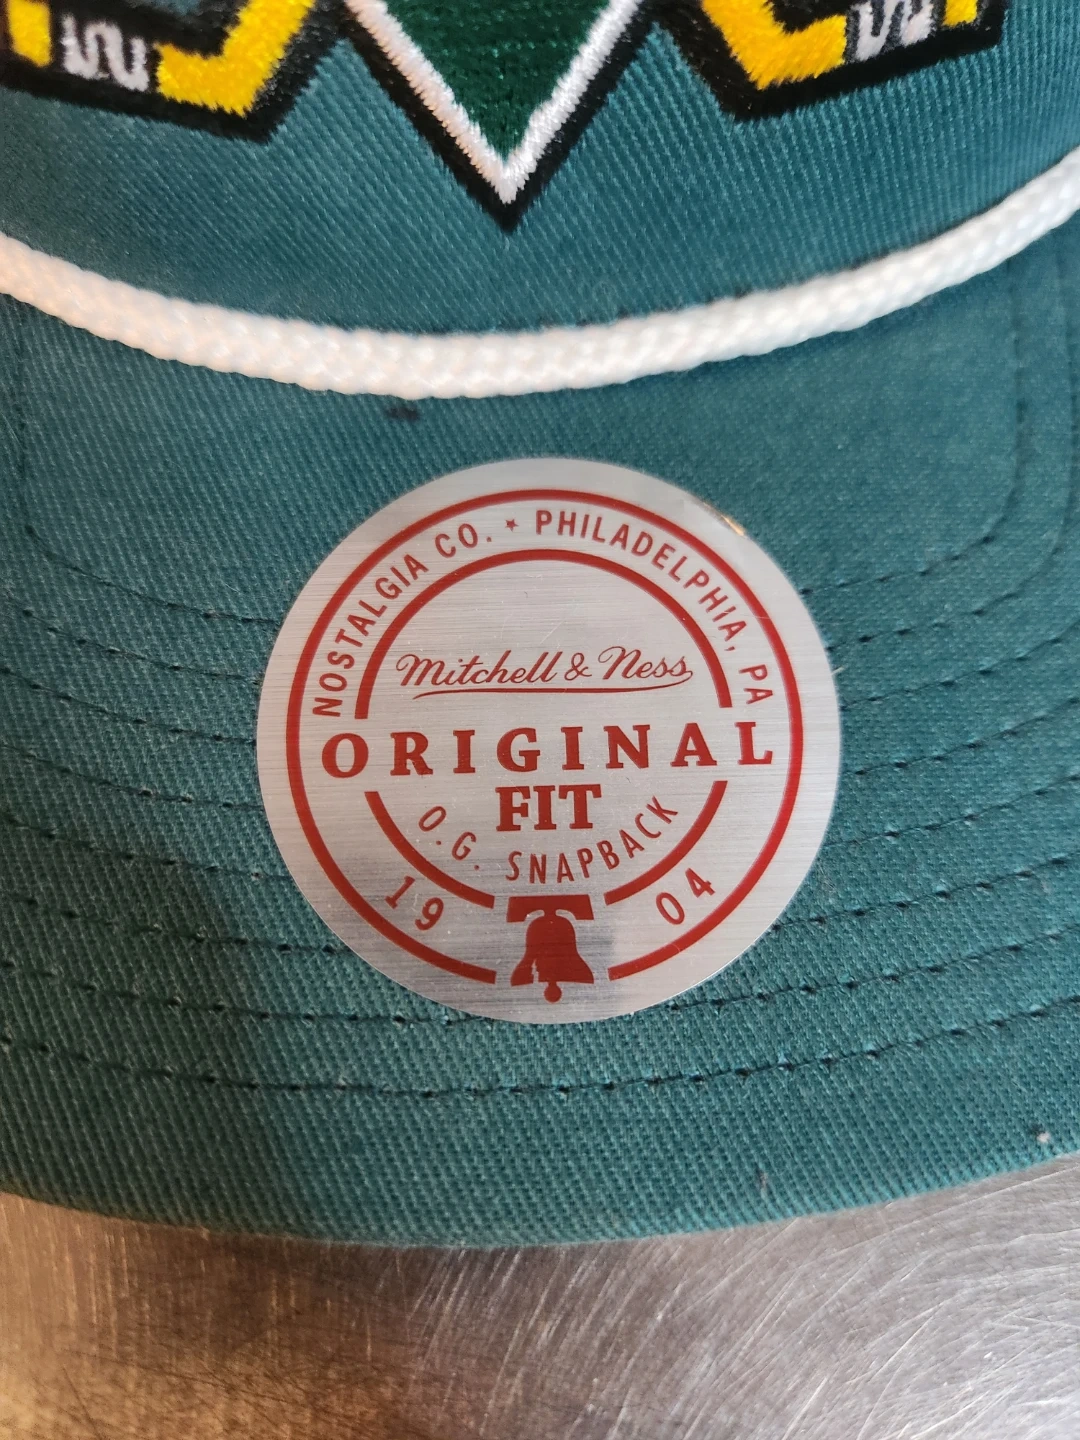 NOSTALGIA CO. ★ PHILADELPHIA, PA
Mitchell & Ness
ORIGINAL
FIT
O.G. SNAPBACK
19 04